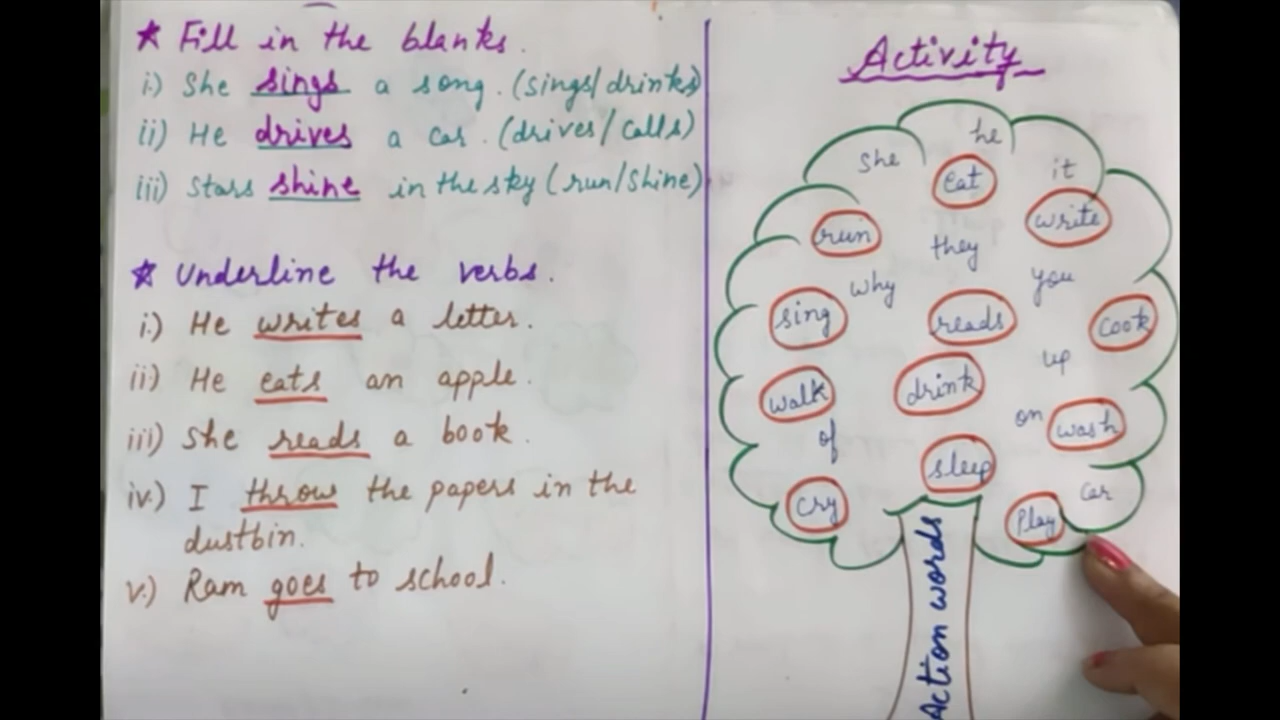 ★ Fill in the blanks.
i) She sings a song. (sings/drinks)
ii) He drives a car. (drives/calls)
iii) Stars shine in the sky (run/shine)
★ Underline the verbs.
i.) He writes a letter.
ii.) He eats an apple.
iii) She reads a book.
iv.) I throw the papers in the
dustbin.
v.) Ram goes to school.
Activity
he
she
it
eat
write
run
they
why
you
sing
reads
cook
up
walk
drink
on
wash
of
sleep
car
cry
Play
Action words